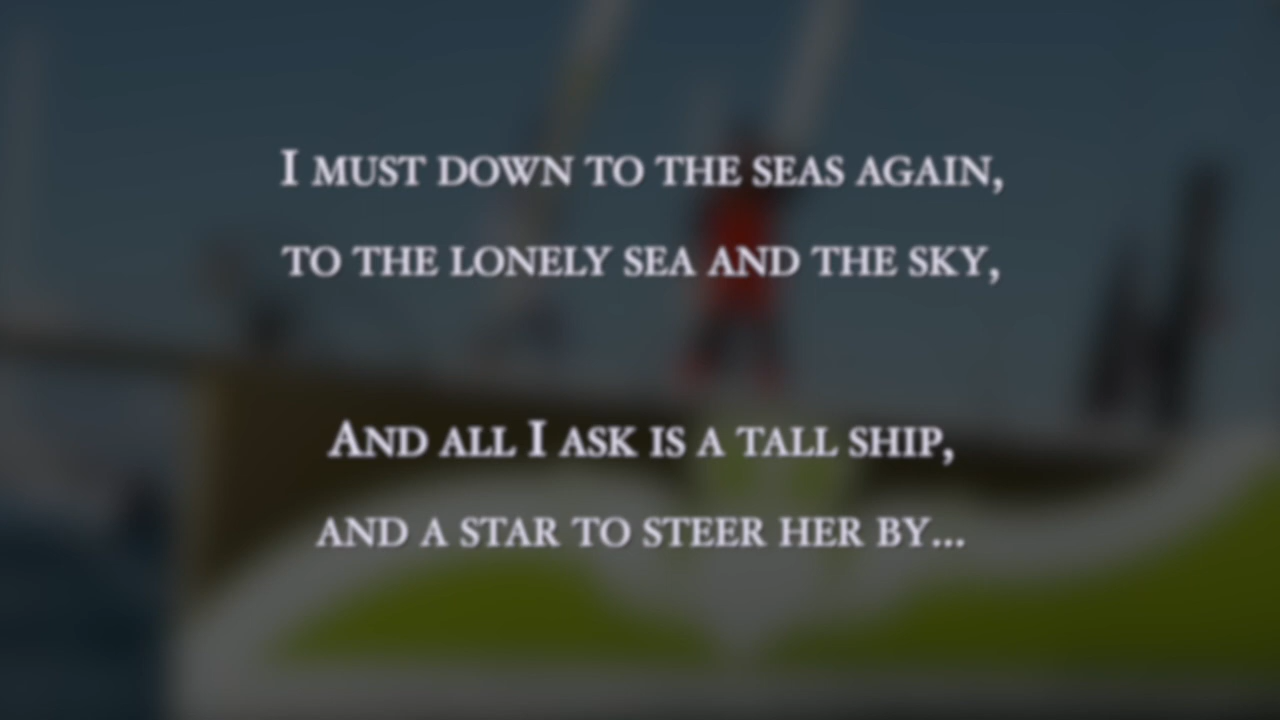 I MUST DOWN TO THE SEAS AGAIN,
TO THE LONELY SEA AND THE SKY,
AND ALL I ASK IS A TALL SHIP,
AND A STAR TO STEER HER BY...